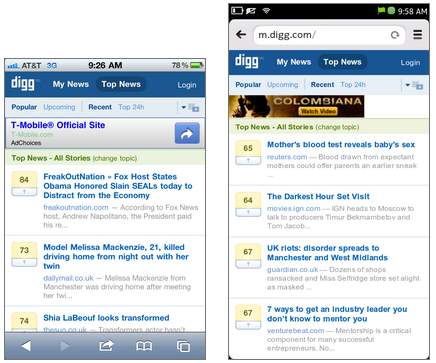 AT&T 3G 9:26 AM 78%
digg My News Top News Login
Popular Upcoming Recent Top 24h
T-Mobile® Official Site
T-Mobile.com
AdChoices
Top News - All Stories (change topic)
84
FreakOutNation » Fox Host States
Obama Honored Slain SEALs today to
Distract from the Economy
freakoutnation.com — According to Fox News
host, Andrew Napolitano, the President paid
his re...
73
Model Melissa Mackenzie, 21, killed
driving home from night out with her
twin
dailymail.co.uk — Melissa Mackenzie from
Manchester was driving home after meeting
her twi...
74
Shia LaBeouf looks transformed
thesun.co.uk — Transformers actor hasn't
9:58 AM
m.digg.com/
digg My News Top News Login
Popular Upcoming Recent Top 24h
COLOMBIANA
Watch Video
Top News - All Stories (change topic)
65
Mother's blood test reveals baby's sex
reuters.com — Blood drawn from expectant
mothers could offer parents an earlier sneak
...
64
The Darkest Hour Set Visit
movies.ign.com — IGN heads to Moscow to
talk to producers Timur Bekmambetov and
Tom Jacob...
67
UK riots: disorder spreads to
Manchester and West Midlands
guardian.co.uk — Dozens of shops
ransacked and Miss Selfridge store set alight
as masked ...
67
7 ways to get an industry leader you
don't know to mentor you
venturebeat.com — Mentorship is a critical
component for many successful
entrepreneurs. No...